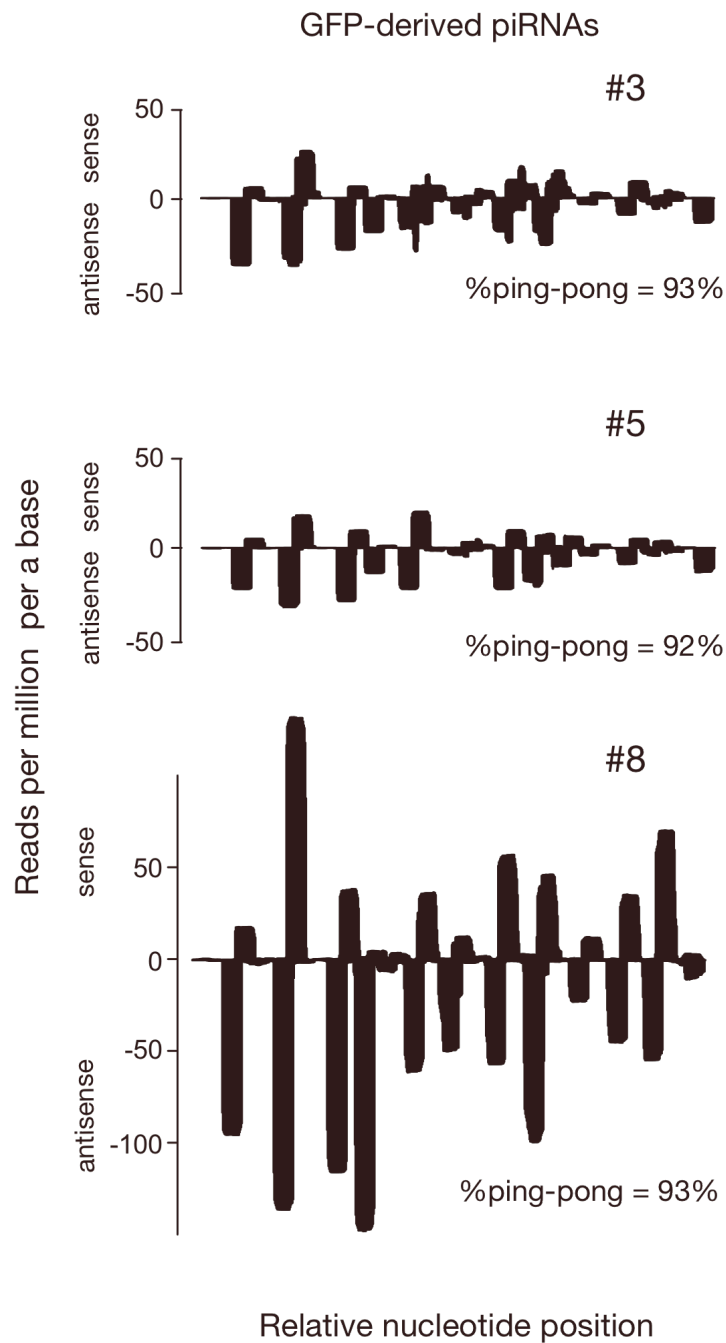 GFP-derived piRNAs
#3
50
0
-50
sense
antisense
%ping-pong = 93%
#5
50
0
-50
sense
antisense
%ping-pong = 92%
Reads per million per a base
#8
50
0
-50
-100
sense
antisense
%ping-pong = 93%
Relative nucleotide position